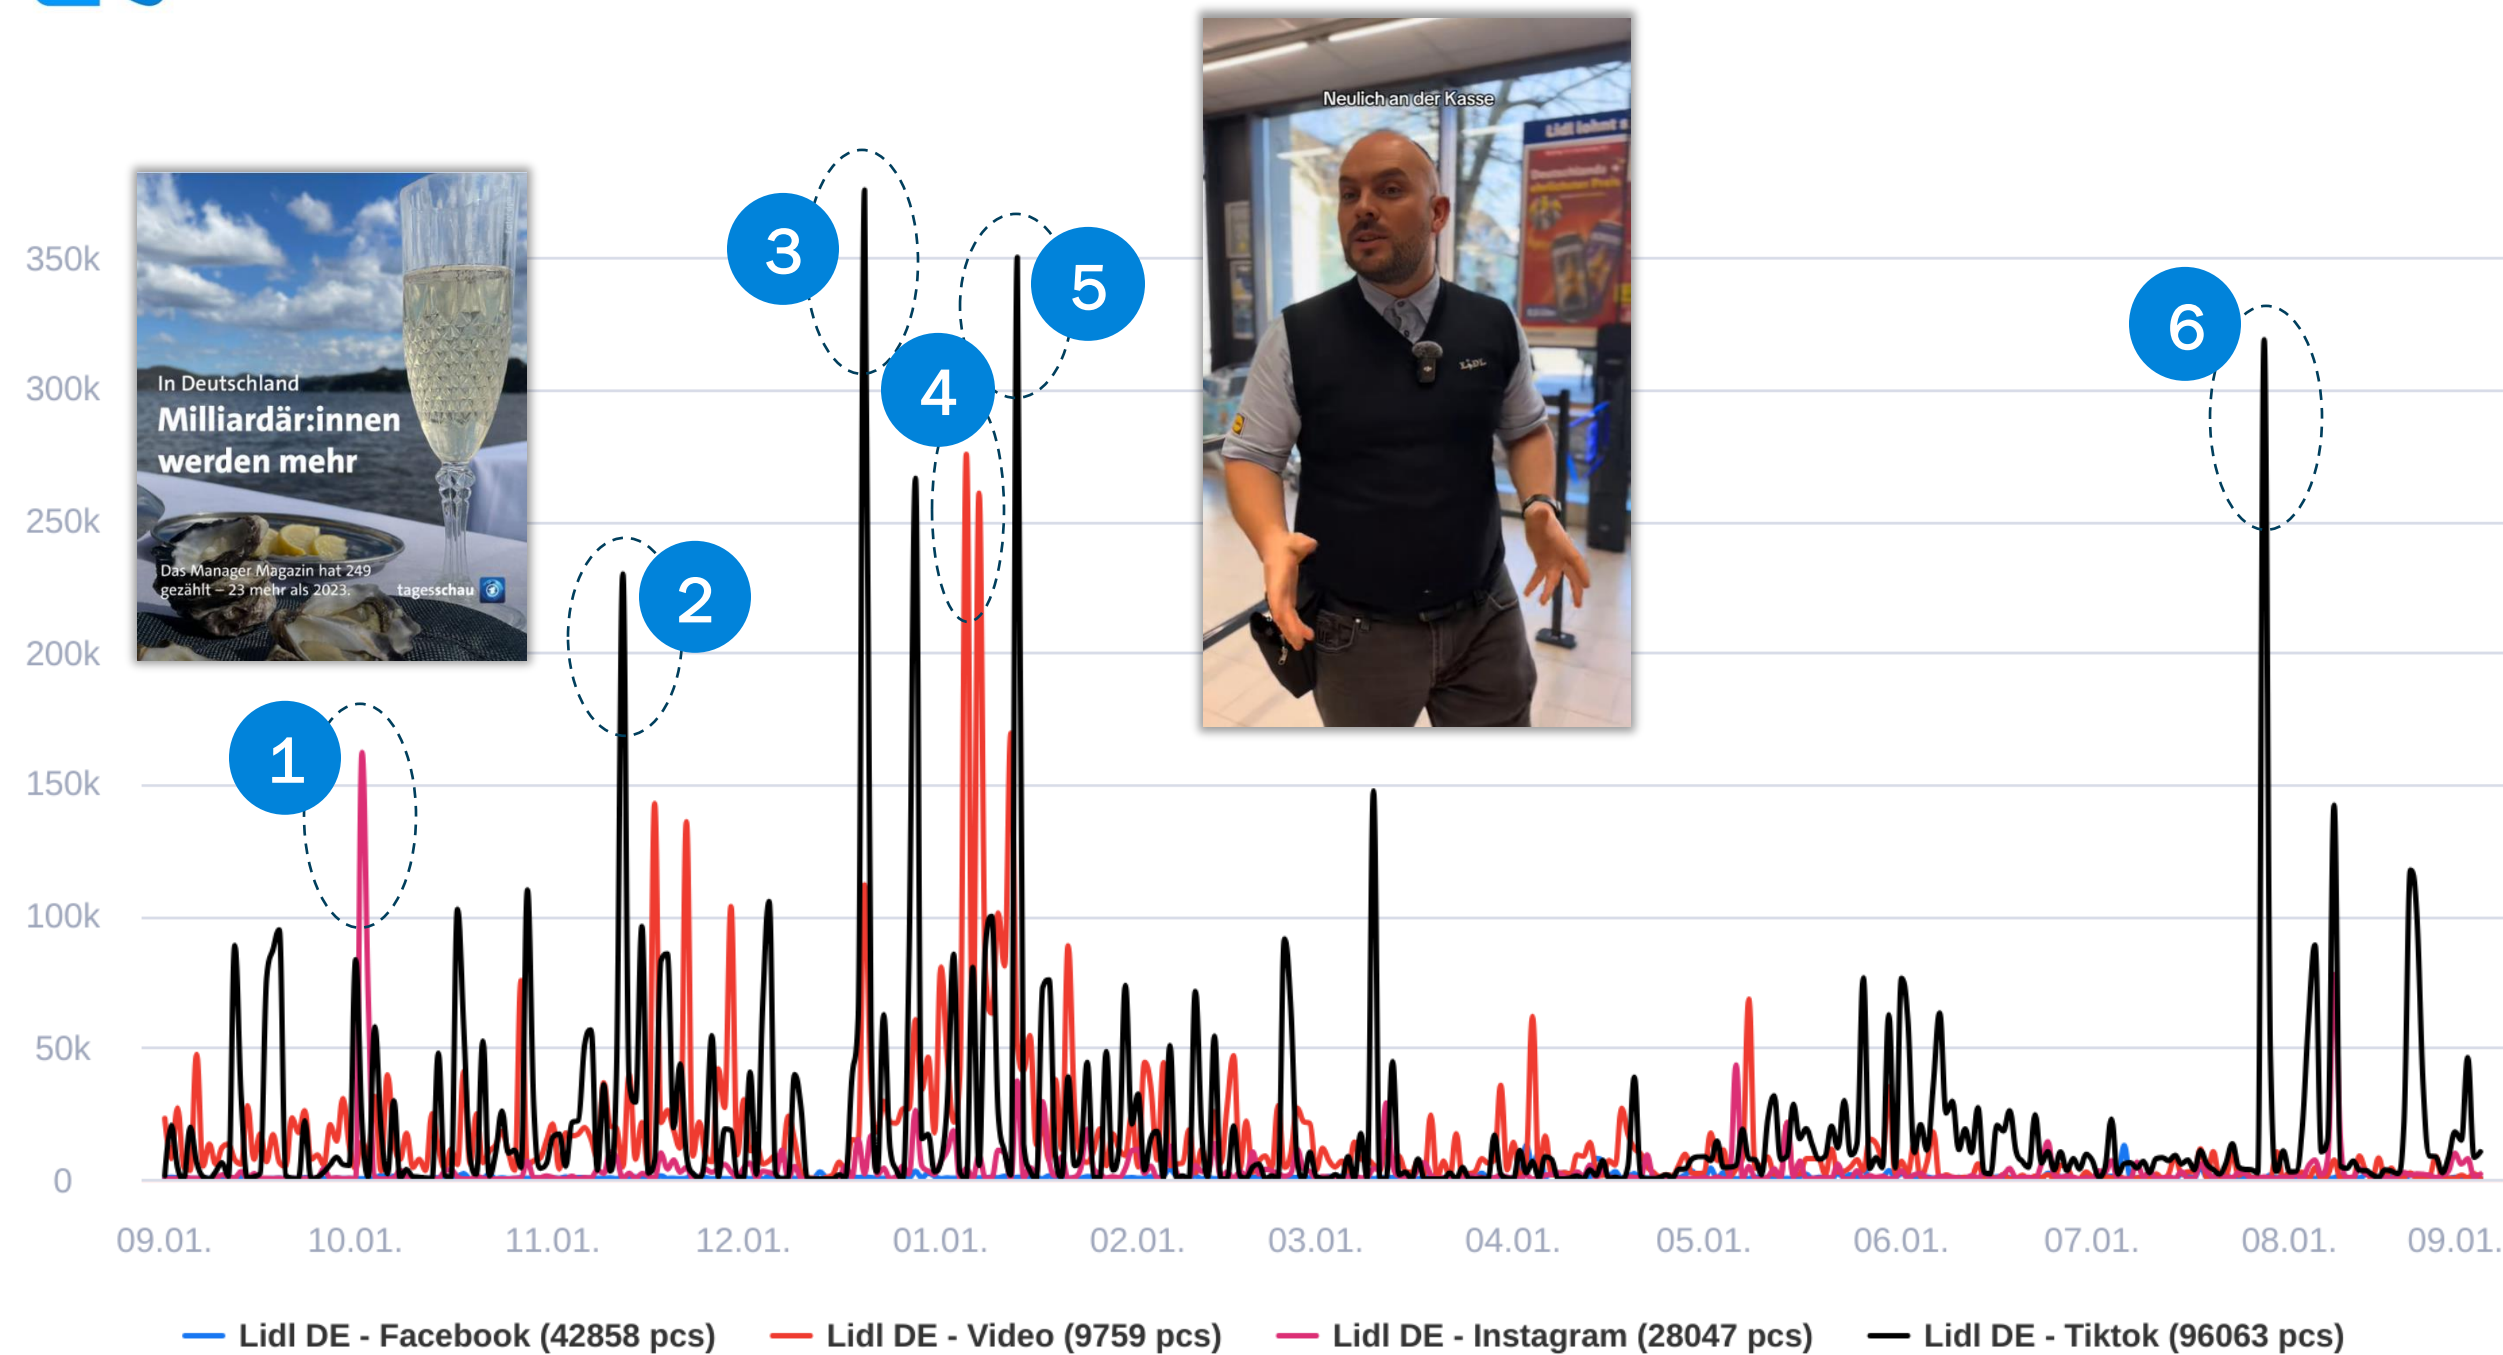 Neulich an der Kasse
Lidl lohnt s
Deutschlands
LIDL
In Deutschland
Milliardär:innen
werden mehr
Das Manager Magazin hat 249
gezählt – 23 mehr als 2023.
tagesschau
1
2
3
4
5
6
350k
300k
250k
200k
150k
100k
50k
0
09.01. 10.01. 11.01. 12.01. 01.01. 02.01. 03.01. 04.01. 05.01. 06.01. 07.01. 08.01. 09.01.
Lidl DE - Facebook (42858 pcs) Lidl DE - Video (9759 pcs) Lidl DE - Instagram (28047 pcs) Lidl DE - Tiktok (96063 pcs)